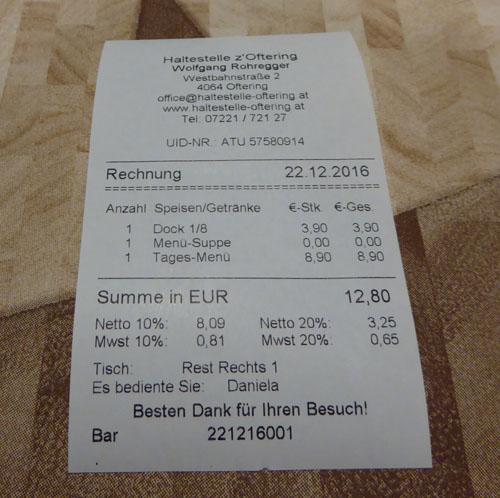 Haltestelle z'Oftering
Wolfgang Rohregger
Westbahnstraße 2
4064 Oftering
office@haltestelle-oftering.at
www.haltestelle-oftering.at
Tel: 07221 / 721 27
UID-NR.: ATU 57580914
Rechnung 22.12.2016
Anzahl Speisen/Getränke €-Stk. €-Ges.
1 Dock 1/8 3,90 3,90
1 Menü-Suppe 0,00 0,00
1 Tages-Menü 8,90 8,90
Summe in EUR 12,80
Netto 10%: 8,09 Netto 20%: 3,25
Mwst 10%: 0,81 Mwst 20%: 0,65
Tisch: Rest Rechts 1
Es bediente Sie: Daniela
Besten Dank für Ihren Besuch!
Bar 221216001